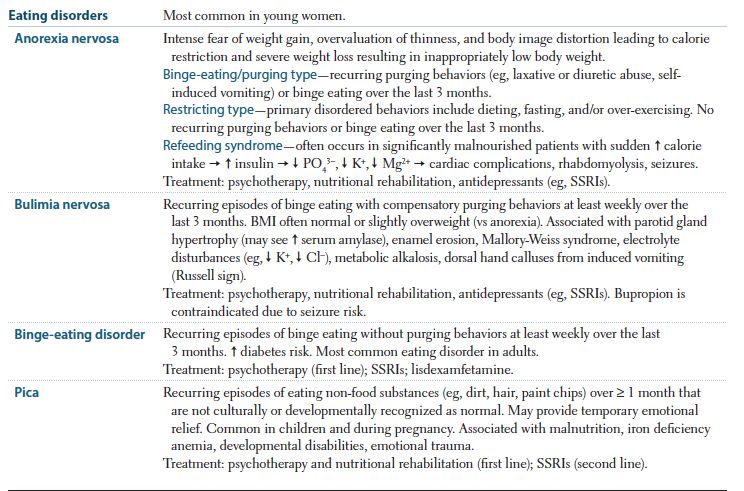 Eating disorders Most common in young women.
Anorexia nervosa Intense fear of weight gain, overvaluation of thinness, and body image distortion leading to calorie
restriction and severe weight loss resulting in inappropriately low body weight.
Binge-eating/purging type—recurring purging behaviors (eg, laxative or diuretic abuse, self-
induced vomiting) or binge eating over the last 3 months.
Restricting type—primary disordered behaviors include dieting, fasting, and/or over-exercising. No
recurring purging behaviors or binge eating over the last 3 months.
Refeeding syndrome—often occurs in significantly malnourished patients with sudden ↑ calorie
intake → ↑ insulin → ↓ PO₄³⁻, ↓ K⁺, ↓ Mg²⁺ → cardiac complications, rhabdomyolysis, seizures.
Treatment: psychotherapy, nutritional rehabilitation, antidepressants (eg, SSRIs).
Bulimia nervosa Recurring episodes of binge eating with compensatory purging behaviors at least weekly over the
last 3 months. BMI often normal or slightly overweight (vs anorexia). Associated with parotid gland
hypertrophy (may see ↑ serum amylase), enamel erosion, Mallory-Weiss syndrome, electrolyte
disturbances (eg, ↓ K⁺, ↓ Cl⁻), metabolic alkalosis, dorsal hand calluses from induced vomiting
(Russell sign).
Treatment: psychotherapy, nutritional rehabilitation, antidepressants (eg, SSRIs). Bupropion is
contraindicated due to seizure risk.
Binge-eating disorder Recurring episodes of binge eating without purging behaviors at least weekly over the last
3 months. ↑ diabetes risk. Most common eating disorder in adults.
Treatment: psychotherapy (first line); SSRIs; lisdexamfetamine.
Pica Recurring episodes of eating non-food substances (eg, dirt, hair, paint chips) over ≥ 1 month that
are not culturally or developmentally recognized as normal. May provide temporary emotional
relief. Common in children and during pregnancy. Associated with malnutrition, iron deficiency
anemia, developmental disabilities, emotional trauma.
Treatment: psychotherapy and nutritional rehabilitation (first line); SSRIs (second line).